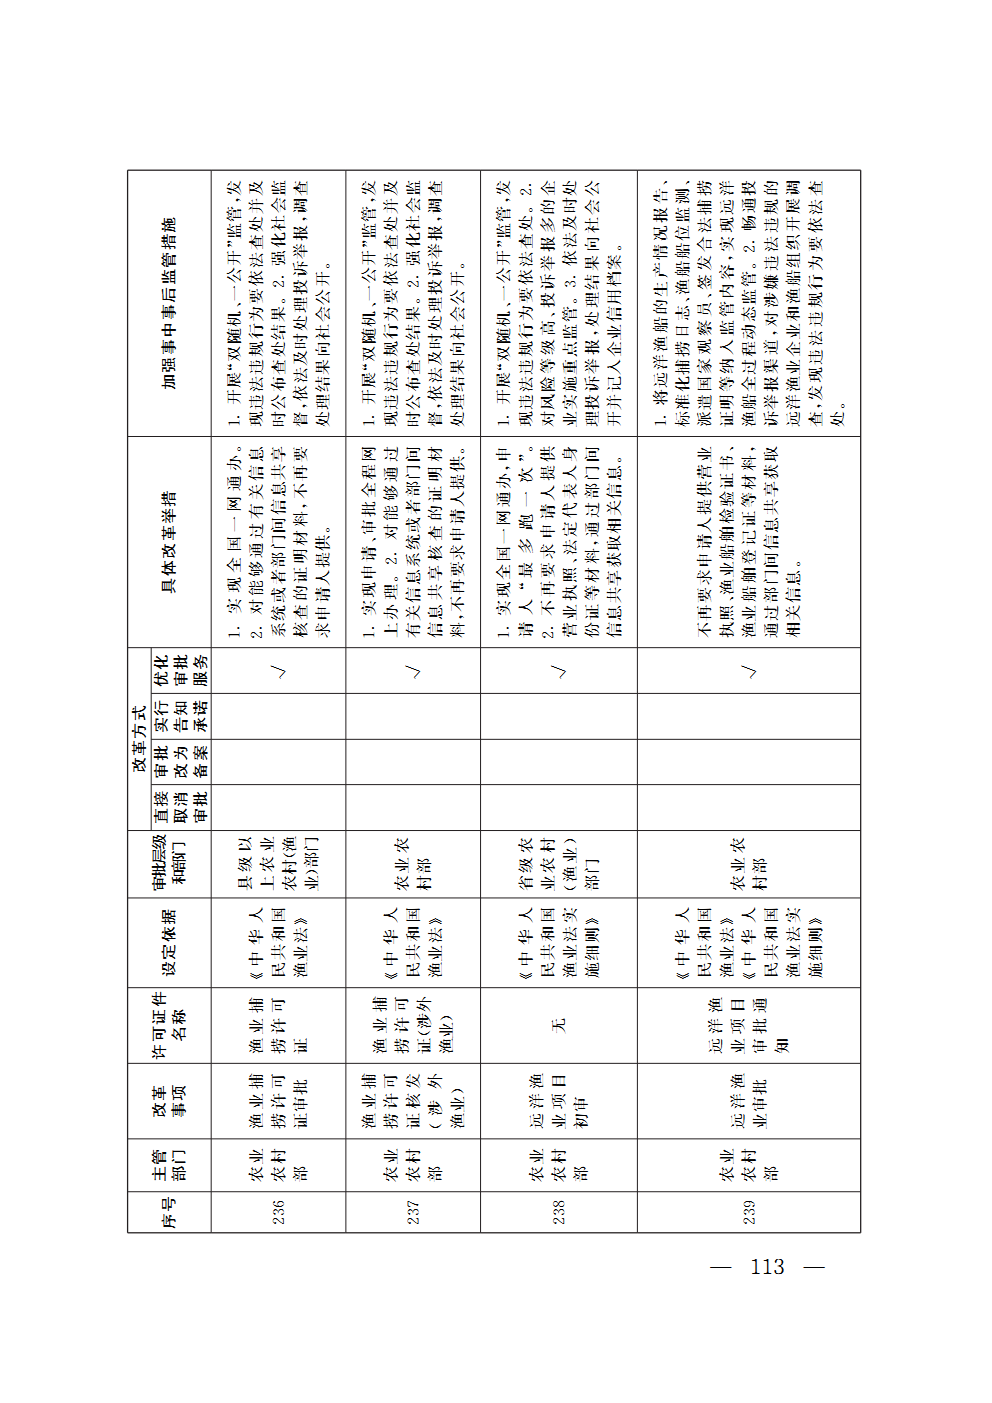 序号
主管
部门
改革
事项
许可证件
名称
设定依据
审批层级
和部门
改革方式
直接
取消
审批
审批
改为
备案
实行
告知
承诺
优化
审批
服务
具体改革举措
加强事中事后监管措施
236
农业
农村
部
渔业捕
捞许可
证审批
渔业捕
捞许可
证
《中华人
民共和国
渔业法》
县级以
上农业
农村(渔
业)部门
√
1. 实现全国一网通办。
2. 对能够通过有关信息
系统或者部门间信息共享
核查的证明材料,不再要
求申请人提供。
1. 开展“双随机、一公开”监管,发
现违法违规行为要依法查处并及
时公布查处结果。2. 强化社会监
督,依法及时处理投诉举报,调查
处理结果向社会公开。
237
农业
农村
部
渔业捕
捞许可
证核发
(涉外
渔业)
渔业捕
捞许可
证(涉外
渔业)
《中华人
民共和国
渔业法》
农业农
村部
√
1. 实现申请、审批全程网
上办理。2. 对能够通过
有关信息系统或者部门间
信息共享核查的证明材
料,不再要求申请人提供。
1. 开展“双随机、一公开”监管,发
现违法违规行为要依法查处并及
时公布查处结果。2. 强化社会监
督,依法及时处理投诉举报,调查
处理结果向社会公开。
238
农业
农村
部
远洋渔
业项目
初审
无
《中华人
民共和国
渔业法实
施细则》
省级农
业农村
(渔业)
部门
√
1. 实现全国一网通办,申
请人“最多跑一次”。
2. 不再要求申请人提供
营业执照、法定代表人身
份证等材料,通过部门间
信息共享获取相关信息。
1. 开展“双随机、一公开”监管,发
现违法违规行为要依法查处。2.
对风险等级高、投诉举报多的企
业实施重点监管。3. 依法及时处
理投诉举报,处理结果向社会公
开并记入企业信用档案。
239
农业
农村
部
远洋渔
业审批
远洋渔
业项目
审批通
知
《中华人
民共和国
渔业法》
《中华人
民共和国
渔业法实
施细则》
农业农
村部
√
不再要求申请人提供营业
执照、渔业船舶检验证书、
渔业船舶登记证等材料,
通过部门间信息共享获取
相关信息。
1. 将远洋渔船的生产情况报告、
标准化捕捞日志、渔船船位监测、
派遣国家观察员、签发合法捕捞
证明等纳入监管内容,实现远洋
渔船全过程动态监管。2. 畅通投
诉举报渠道,对涉嫌违法违规的
远洋渔业企业和渔船组织开展调
查,发现违法违规行为要依法查
处。
— 113 —